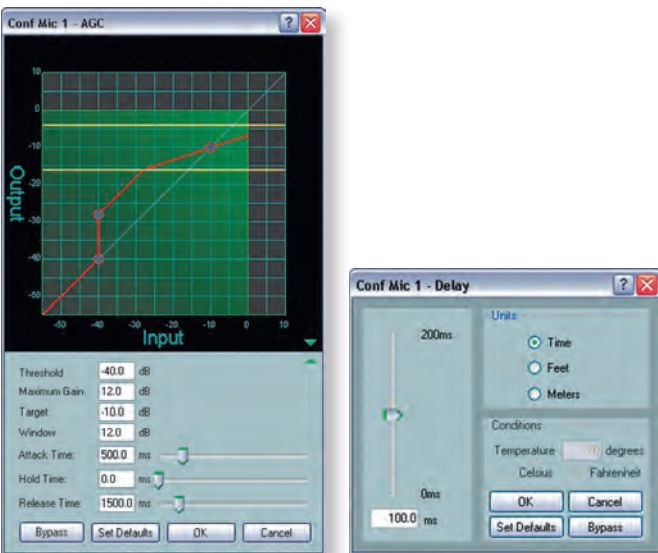 Conf Mic 1 - AGC
?
X
10
0
-10
-20
-30
-40
-50
Output
-50 -40 -30 -20 -10 0 10
Input
Threshold -40.0 dB
Maximum Gain 12.0 dB
Target -10.0 dB
Window 12.0 dB
Attack Time: 500.0 ms
Hold Time: 0.0 ms
Release Time: 1500.0 ms
Bypass Set Defaults OK Cancel
Conf Mic 1 - Delay
?
X
200ms
0ms
100.0 ms
Units
Time
Feet
Meters
Conditions
Temperature degrees
Celsius Fahrenheit
OK Cancel
Set Defaults Bypass